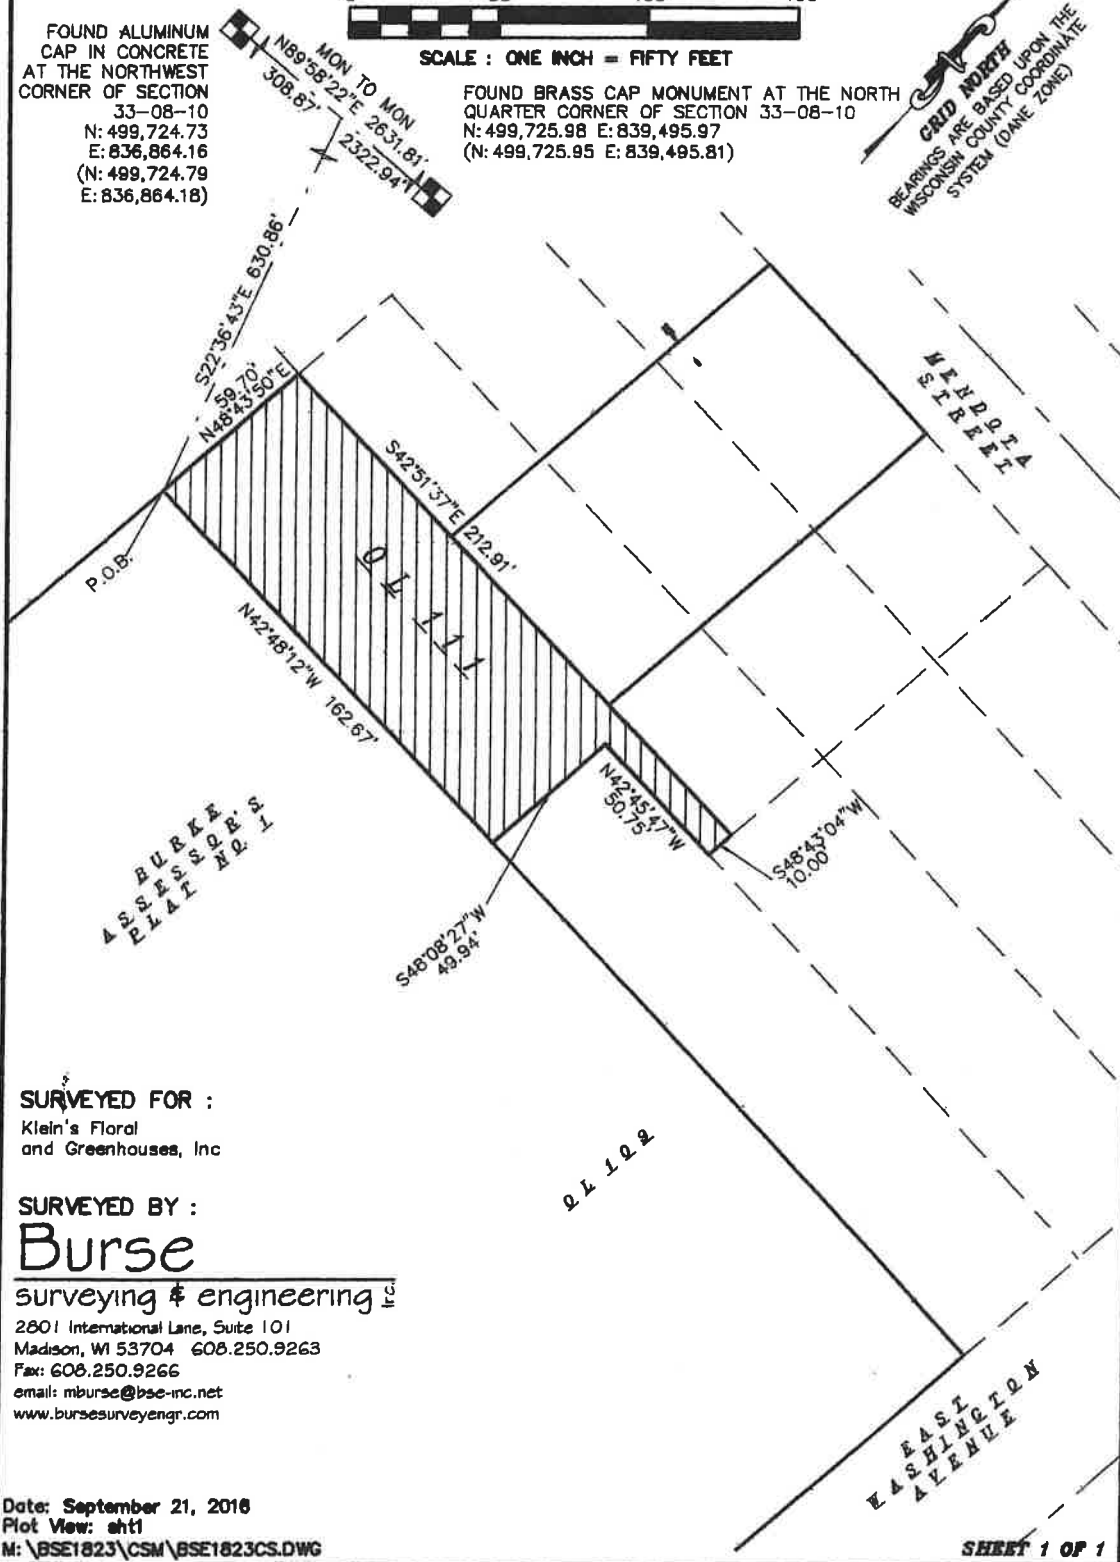 FOUND ALUMINUM
CAP IN CONCRETE
AT THE NORTHWEST
CORNER OF SECTION
33-08-10
N: 499,724.73
E: 836,864.16
(N: 499,724.79
E: 836,864.18)
MON TO MON
N89°58'22"E 2631.81'
308.87'
2322.94'
SCALE : ONE INCH = FIFTY FEET
FOUND BRASS CAP MONUMENT AT THE NORTH
QUARTER CORNER OF SECTION 33-08-10
N: 499,725.98 E: 839,495.97
(N: 499,725.95 E: 839,495.81)
GRID NORTH
BEARINGS ARE BASED UPON THE
WISCONSIN COUNTY COORDINATE
SYSTEM (DANE ZONE)
S22°36'43"E 630.86'
59.70'
N48°43'50"E
MENDOTA
STREET
S42°51'37"E 212.91'
P.O.B.
OL 111
N42°48'12"W 162.67'
N42°45'47"W
50.75'
S48°43'04"W
10.00'
BURKE
ASSESSOR'S
PLAT NO 1
S48°08'27"W
49.94'
OL 109
SURVEYED FOR :
Klein's Floral
and Greenhouses, Inc
SURVEYED BY :
Burse
surveying & engineering inc.
2801 International Lane, Suite 101
Madison, WI 53704 608.250.9263
Fax: 608.250.9266
email: mburse@bse-inc.net
www.bursesurveyengr.com
EAST
WASHINGTON
AVENUE
Date: September 21, 2016
Plot View: sht1
M:\BSE1823\CSM\BSE1823CS.DWG
SHEET 1 OF 1